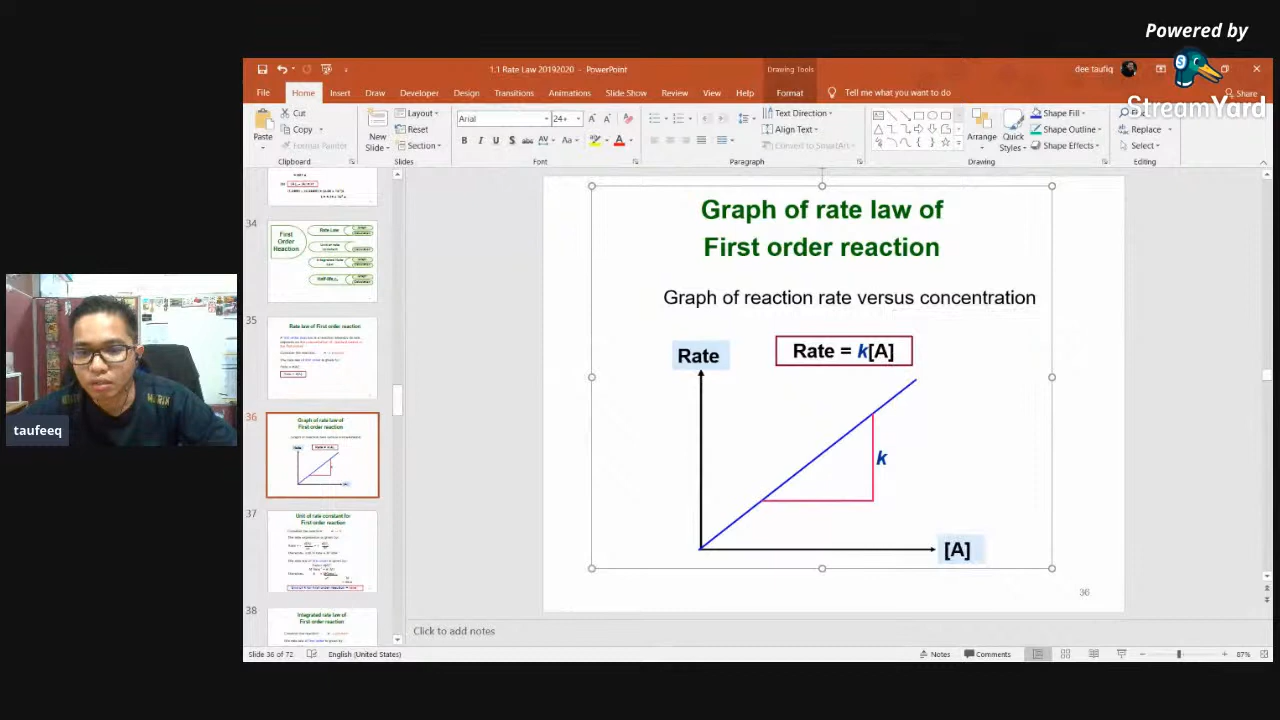 Powered by
StreamYard
1.1 Rate Law 20192020 - PowerPoint
Drawing Tools
dee taufiq
File Home Insert Draw Developer Design Transitions Animations Slide Show Review View Help Format Tell me what you want to do Share
Paste
Cut
Copy
Format Painter
Clipboard
New Slide
Layout
Reset
Section
Slides
Arial 24+
Font
Text Direction
Align Text
Convert to SmartArt
Paragraph
Arrange
Quick Styles
Shape Fill
Shape Outline
Shape Effects
Drawing
Replace
Select
Editing
34
First Order Reaction
Rate Law
35
Rate law of First order reaction
36
Graph of rate law of
First order reaction
37
Unit of rate constant for
First order reaction
38
Integrated rate law of
First order reaction
Graph of rate law of
First order reaction
Graph of reaction rate versus concentration
Rate
Rate = k[A]
k
[A]
36
taufeeq
Click to add notes
Slide 36 of 72 English (United States) Notes Comments 87%